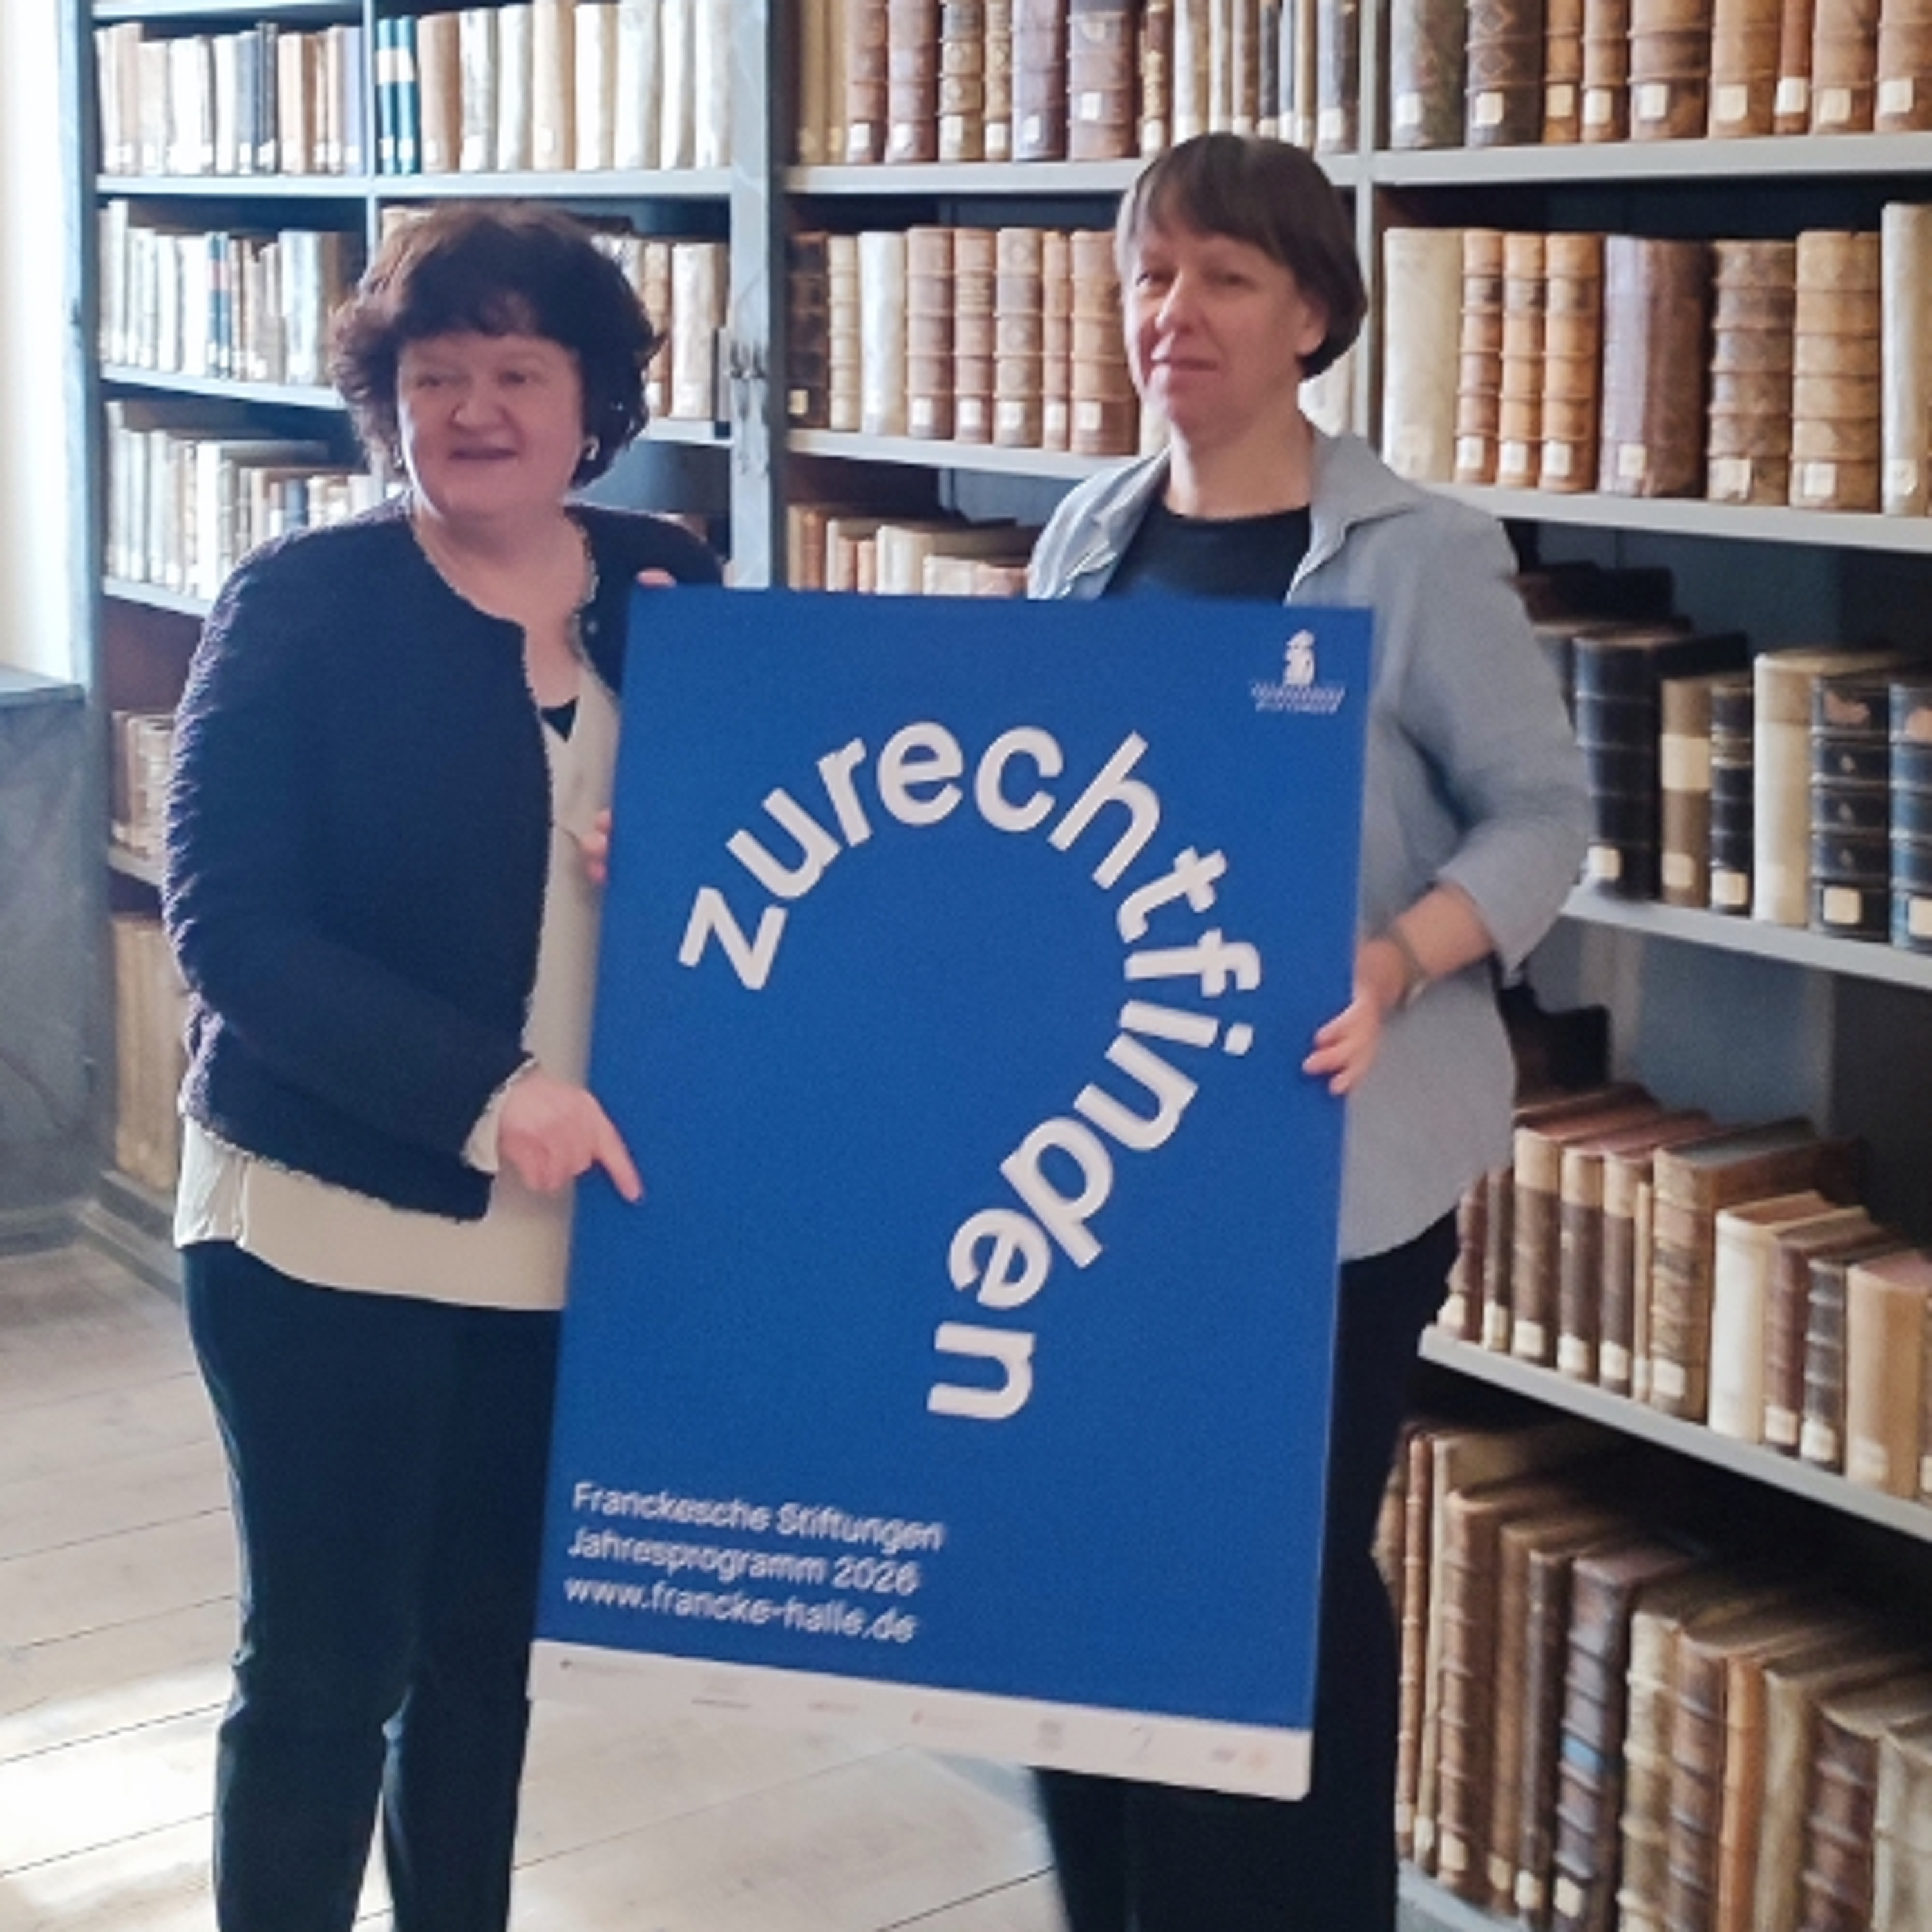 zurechtfinden
Franckesche Stiftungen
Jahresprogramm 2026
www.francke-halle.de